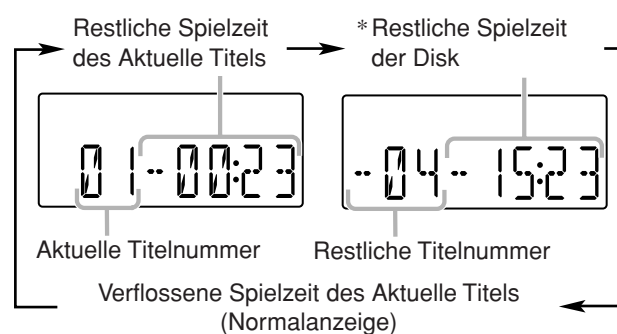 Restliche Spielzeit
des Aktuelle Titels
* Restliche Spielzeit
der Disk
01-00:23
-04-15:23
Aktuelle Titelnummer
Restliche Titelnummer
Verflossene Spielzeit des Aktuelle Titels
(Normalanzeige)